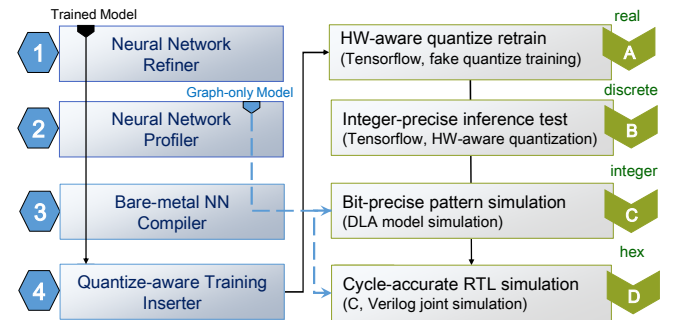 Trained Model
1
Neural Network
Refiner
Graph-only Model
2
Neural Network
Profiler
3
Bare-metal NN
Compiler
4
Quantize-aware Training
Inserter
real
HW-aware quantize retrain
(Tensorflow, fake quantize training)
A
discrete
Integer-precise inference test
(Tensorflow, HW-aware quantization)
B
integer
Bit-precise pattern simulation
(DLA model simulation)
C
hex
Cycle-accurate RTL simulation
(C, Verilog joint simulation)
D